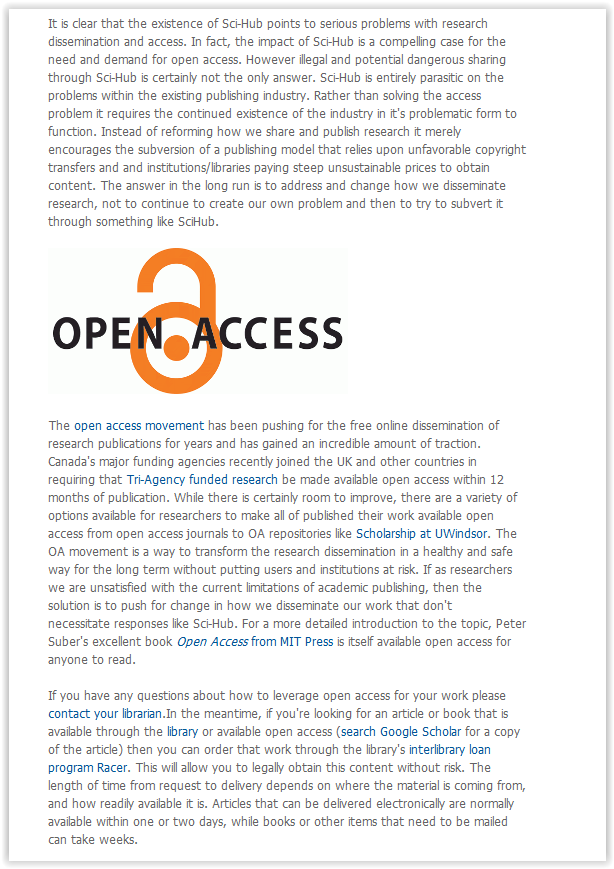 It is clear that the existence of Sci-Hub points to serious problems with research
dissemination and access. In fact, the impact of Sci-Hub is a compelling case for the
need and demand for open access. However illegal and potential dangerous sharing
through Sci-Hub is certainly not the only answer. Sci-Hub is entirely parasitic on the
problems within the existing publishing industry. Rather than solving the access
problem it requires the continued existence of the industry in it's problematic form to
function. Instead of reforming how we share and publish research it merely
encourages the subversion of a publishing model that relies upon unfavorable copyright
transfers and and institutions/libraries paying steep unsustainable prices to obtain
content. The answer in the long run is to address and change how we disseminate
research, not to continue to create our own problem and then to try to subvert it
through something like SciHub.
OPEN ACCESS
The open access movement has been pushing for the free online dissemination of
research publications for years and has gained an incredible amount of traction.
Canada's major funding agencies recently joined the UK and other countries in
requiring that Tri-Agency funded research be made available open access within 12
months of publication. While there is certainly room to improve, there are a variety of
options available for researchers to make all of published their work available open
access from open access journals to OA repositories like Scholarship at UWindsor. The
OA movement is a way to transform the research dissemination in a healthy and safe
way for the long term without putting users and institutions at risk. If as researchers
we are unsatisfied with the current limitations of academic publishing, then the
solution is to push for change in how we disseminate our work that don't
necessitate responses like Sci-Hub. For a more detailed introduction to the topic, Peter
Suber's excellent book Open Access from MIT Press is itself available open access for
anyone to read.
If you have any questions about how to leverage open access for your work please
contact your librarian.In the meantime, if you're looking for an article or book that is
available through the library or available open access (search Google Scholar for a copy
of the article) then you can order that work through the library's interlibrary loan
program Racer. This will allow you to legally obtain this content without risk. The
length of time from request to delivery depends on where the material is coming from,
and how readily available it is. Articles that can be delivered electronically are normally
available within one or two days, while books or other items that need to be mailed
can take weeks.